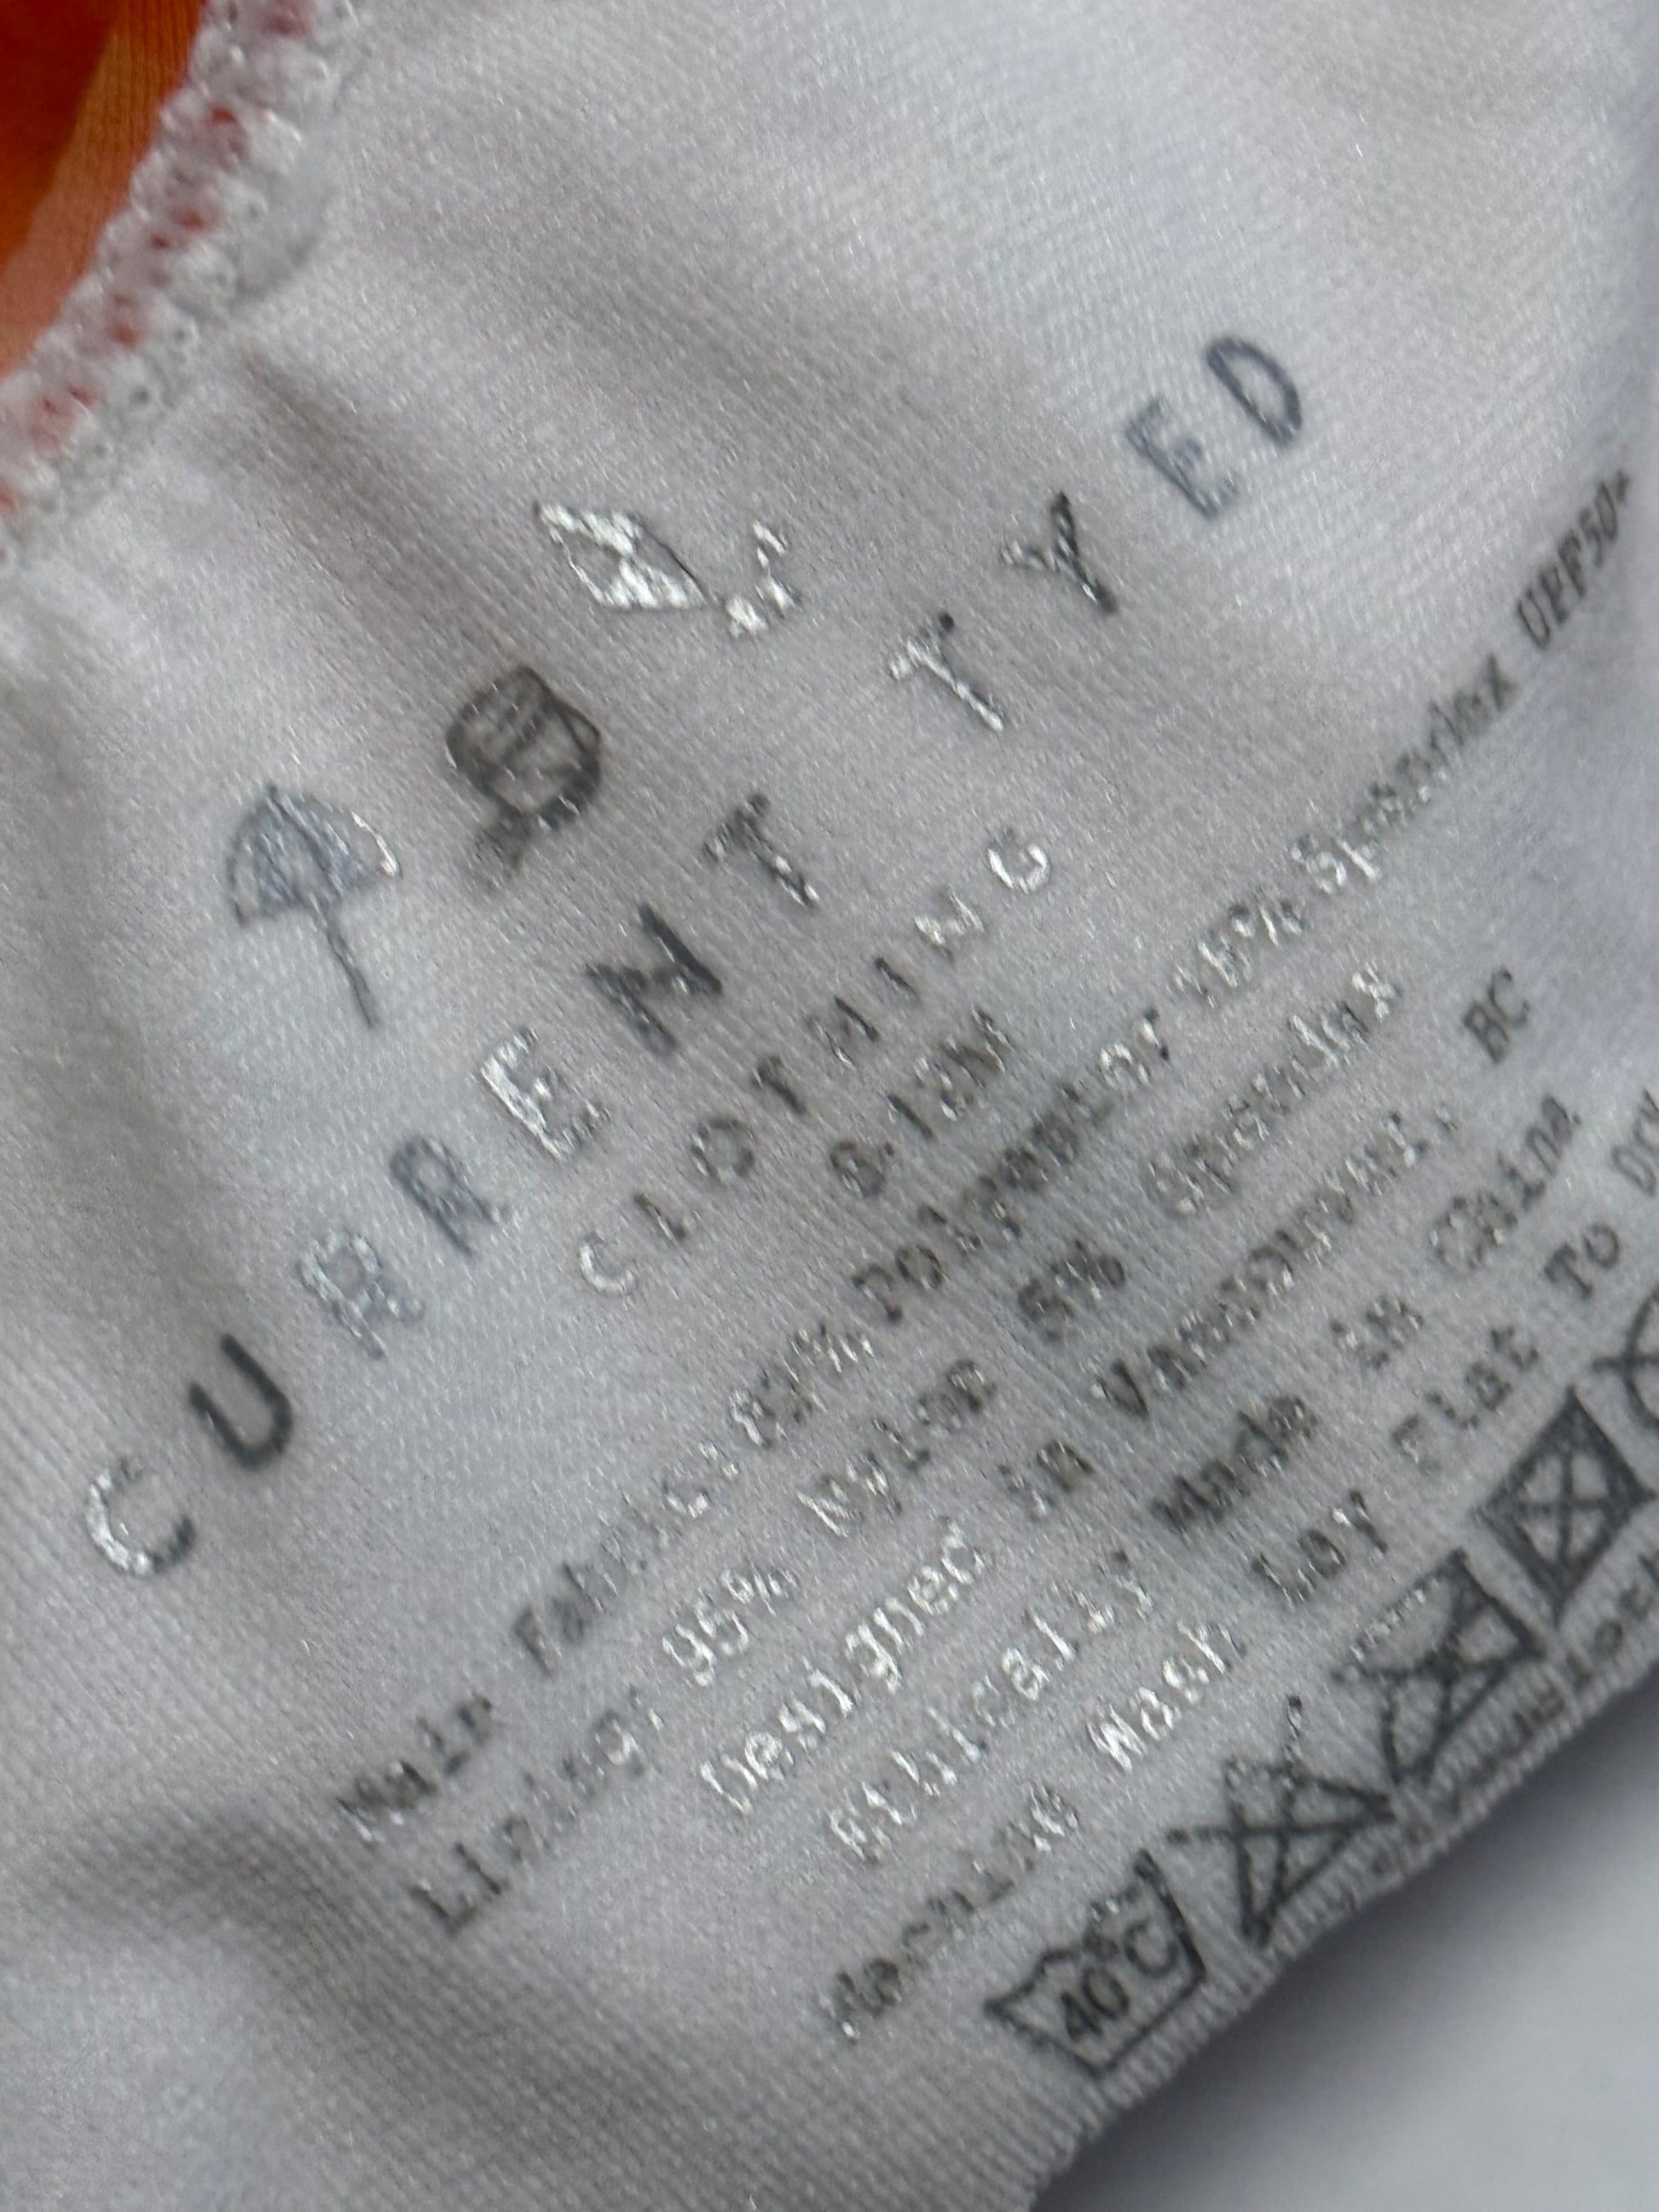 CURRENT TYED
CLOTHING
Main Fabric: 82% Polyester 18% Spandex UPF50+
Lining: 95% Nylon 5% Spandex
Designed in Vancouver, BC
Ethically Made in China
Machine Wash Lay Flat To Dry
40°C